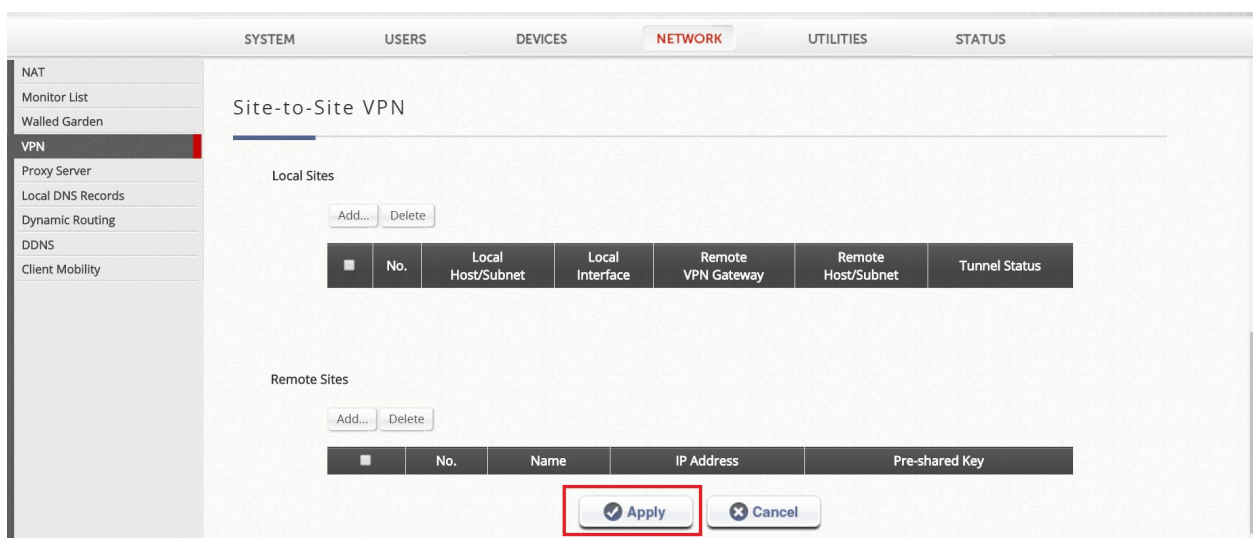 SYSTEM USERS DEVICES NETWORK UTILITIES STATUS
NAT
Monitor List
Walled Garden
VPN
Proxy Server
Local DNS Records
Dynamic Routing
DDNS
Client Mobility
Site-to-Site VPN
Local Sites
Add... Delete
No. Local Host/Subnet Local Interface Remote VPN Gateway Remote Host/Subnet Tunnel Status
Remote Sites
Add... Delete
No. Name IP Address Pre-shared Key
Apply Cancel